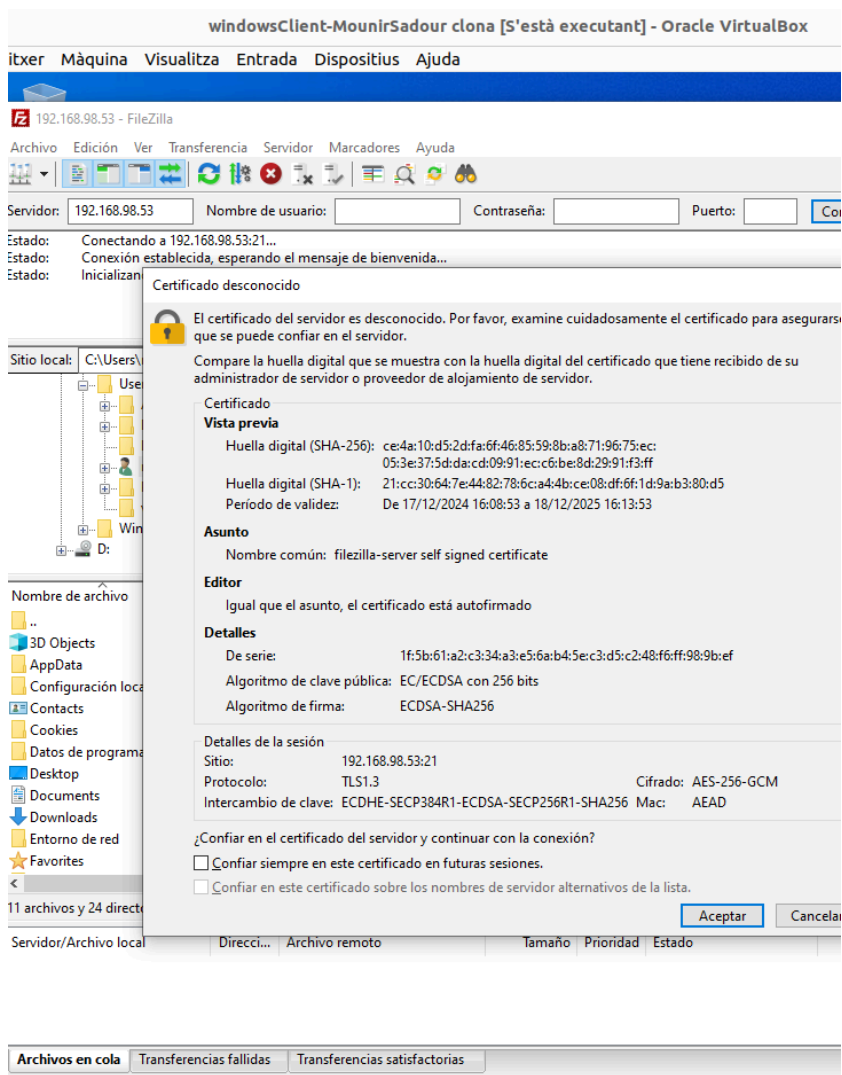 windowsClient-MounirSadour clona [S'està executant] - Oracle VirtualBox
itxer Màquina Visualitza Entrada Dispositius Ajuda
192.168.98.53 - FileZilla
Archivo Edición Ver Transferencia Servidor Marcadores Ayuda
Servidor: 192.168.98.53 Nombre de usuario: Contraseña: Puerto: Co
Estado: Conectando a 192.168.98.53:21...
Estado: Conexión establecida, esperando el mensaje de bienvenida...
Estado: Inicializan
Certificado desconocido
El certificado del servidor es desconocido. Por favor, examine cuidadosamente el certificado para asegurarse
que se puede confiar en el servidor.
Compare la huella digital que se muestra con la huella digital del certificado que tiene recibido de su
administrador de servidor o proveedor de alojamiento de servidor.
Certificado
Vista previa
Huella digital (SHA-256): ce:4a:10:d5:2d:fa:6f:46:85:59:8b:a8:71:96:75:ec:
05:3e:37:5d:da:cd:09:91:ec:c6:be:8d:29:91:f3:ff
Huella digital (SHA-1): 21:cc:30:64:7e:44:82:78:6c:a4:4b:ce:08:df:6f:1d:9a:b3:80:d5
Período de validez: De 17/12/2024 16:08:53 a 18/12/2025 16:13:53
Asunto
Nombre común: filezilla-server self signed certificate
Editor
Igual que el asunto, el certificado está autofirmado
Detalles
De serie: 1f:5b:61:a2:c3:34:a3:e5:6a:b4:5e:c3:d5:c2:48:f6:ff:98:9b:ef
Algoritmo de clave pública: EC/ECDSA con 256 bits
Algoritmo de firma: ECDSA-SHA256
Detalles de la sesión
Sitio: 192.168.98.53:21
Protocolo: TLS1.3 Cifrado: AES-256-GCM
Intercambio de clave: ECDHE-SECP384R1-ECDSA-SECP256R1-SHA256 Mac: AEAD
¿Confiar en el certificado del servidor y continuar con la conexión?
Confiar siempre en este certificado en futuras sesiones.
Confiar en este certificado sobre los nombres de servidor alternativos de la lista.
Aceptar Cancelar
Sitio local: C:\Users\
Use
Win
D:
Nombre de archivo
..
3D Objects
AppData
Configuración loca
Contacts
Cookies
Datos de programa
Desktop
Documents
Downloads
Entorno de red
Favorites
11 archivos y 24 direct
Servidor/Archivo local Direcci... Archivo remoto Tamaño Prioridad Estado
Archivos en cola Transferencias fallidas Transferencias satisfactorias